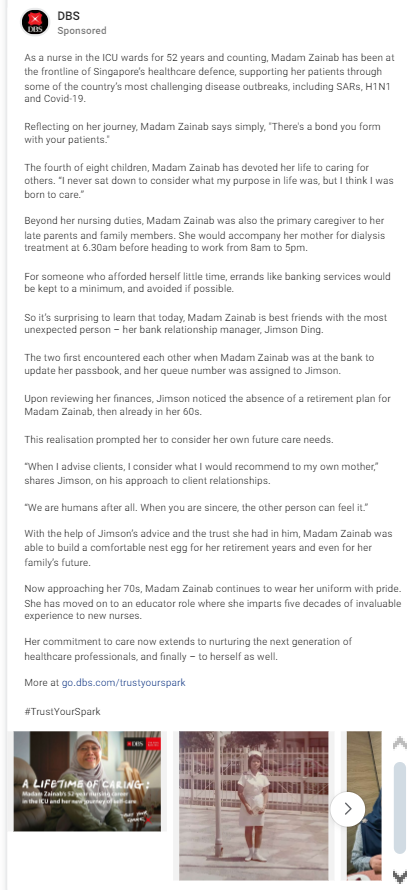 DBS
Sponsored
As a nurse in the ICU wards for 52 years and counting, Madam Zainab has been at
the frontline of Singapore's healthcare defence, supporting her patients through
some of the country's most challenging disease outbreaks, including SARs, H1N1
and Covid-19.
Reflecting on her journey, Madam Zainab says simply, "There's a bond you form
with your patients."
The fourth of eight children, Madam Zainab has devoted her life to caring for
others. "I never sat down to consider what my purpose in life was, but I think I was
born to care."
Beyond her nursing duties, Madam Zainab was also the primary caregiver to her
late parents and family members. She would accompany her mother for dialysis
treatment at 6.30am before heading to work from 8am to 5pm.
For someone who afforded herself little time, errands like banking services would
be kept to a minimum, and avoided if possible.
So it's surprising to learn that today, Madam Zainab is best friends with the most
unexpected person – her bank relationship manager, Jimson Ding.
The two first encountered each other when Madam Zainab was at the bank to
update her passbook, and her queue number was assigned to Jimson.
Upon reviewing her finances, Jimson noticed the absence of a retirement plan for
Madam Zainab, then already in her 60s.
This realisation prompted her to consider her own future care needs.
"When I advise clients, I consider what I would recommend to my own mother,"
shares Jimson, on his approach to client relationships.
"We are humans after all. When you are sincere, the other person can feel it."
With the help of Jimson's advice and the trust she had in him, Madam Zainab was
able to build a comfortable nest egg for her retirement years and even for her
family's future.
Now approaching her 70s, Madam Zainab continues to wear her uniform with pride.
She has moved on to an educator role where she imparts five decades of invaluable
experience to new nurses.
Her commitment to care now extends to nurturing the next generation of
healthcare professionals, and finally – to herself as well.
More at go.dbs.com/trustyourspark
#TrustYourSpark
DBS
DBS
A LIFETIME OF CARING:
Madam Zainab's 52-year nursing career
in the ICU and her new journey of self-care.